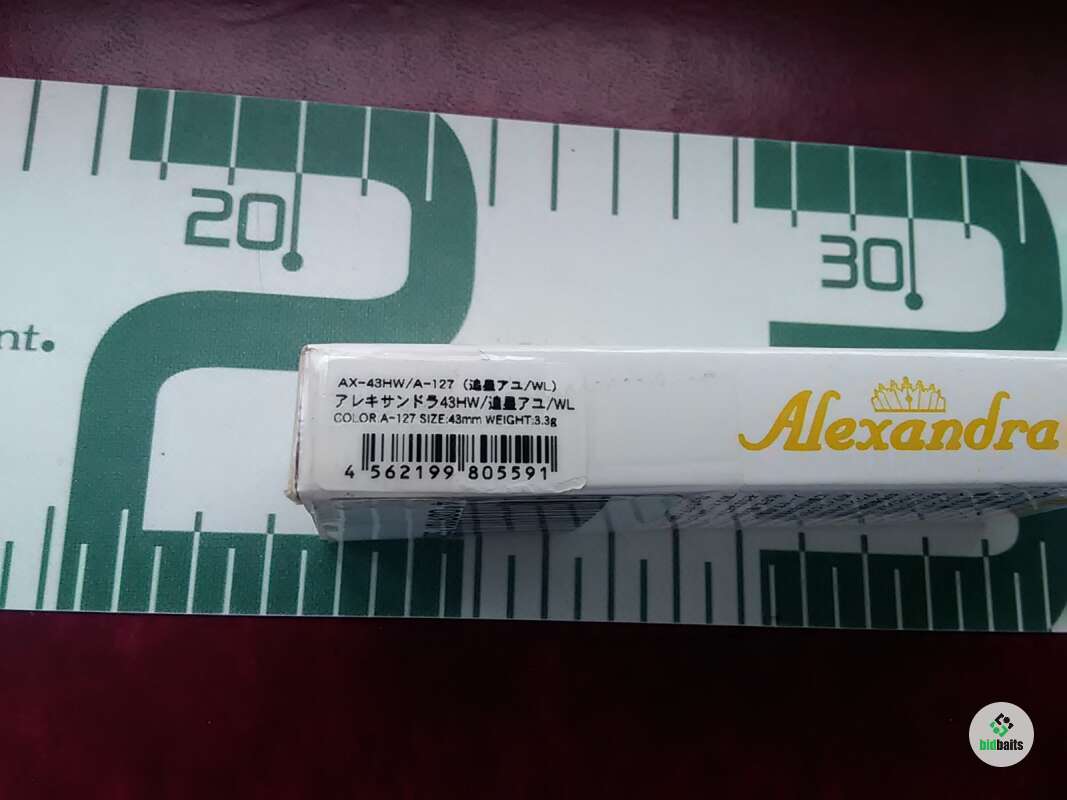 20
30
nt.
AX-43HW/A-127 (追星アユ/WL)
アレキサンドラ43HW/追星アユ/WL
COLOR:A-127 SIZE:43mm WEIGHT:3.3g
4 562199 805591
Alexandra
bidbaits